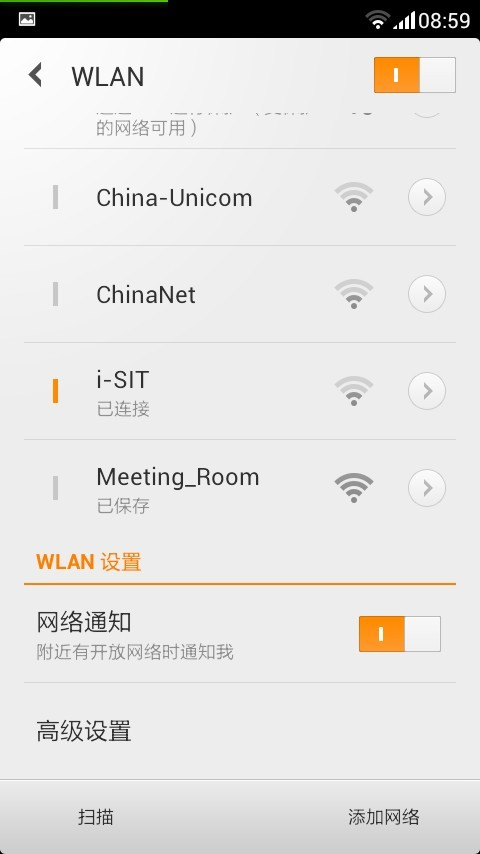 08:59
WLAN
的网络可用）
China-Unicom
ChinaNet
i-SIT
已连接
Meeting_Room
已保存
WLAN 设置
网络通知
附近有开放网络时通知我
高级设置
扫描
添加网络